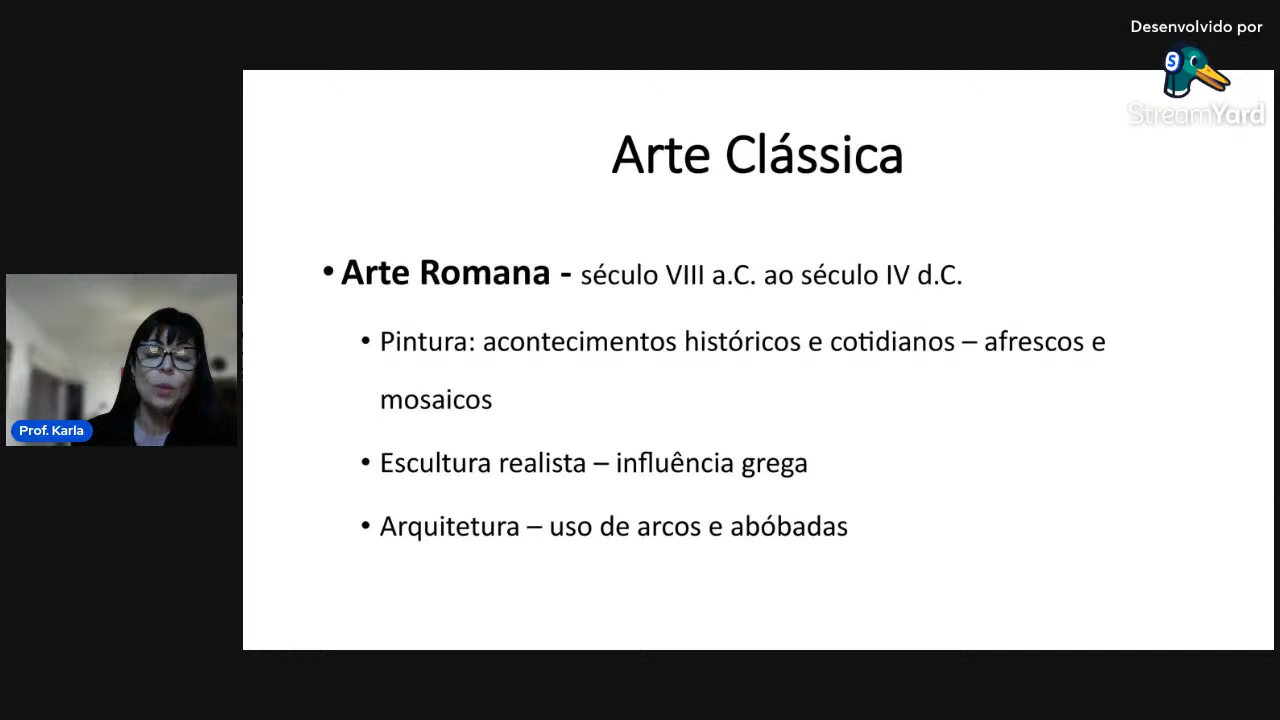 Desenvolvido por
S
StreamYard
Arte Clássica
• Arte Romana - século VIII a.C. ao século IV d.C.
• Pintura: acontecimentos históricos e cotidianos – afrescos e
mosaicos
• Escultura realista – influência grega
• Arquitetura – uso de arcos e abóbadas
Prof. Karla